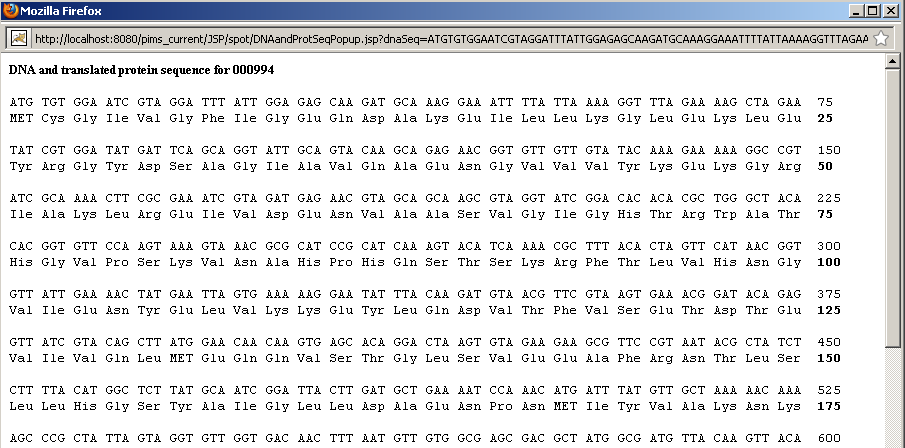 Mozilla Firefox
http://localhost:8080/pims_current/JSP/spot/DNAandProtSeqPopup.jsp?dnaSeq=ATGTGTGGAATCGTAGGATTTATTGGAGAGCAAGATGCAAAGGAAATTTTATTAAAAGGTTTAGAA
DNA and translated protein sequence for 000994
ATG TGT GGA ATC GTA GGA TTT ATT GGA GAG CAA GAT GCA AAG GAA ATT TTA TTA AAA GGT TTA GAA AAG CTA GAA 75
MET Cys Gly Ile Val Gly Phe Ile Gly Glu Gln Asp Ala Lys Glu Ile Leu Leu Lys Gly Leu Glu Lys Leu Glu 25
TAT CGT GGA TAT GAT TCA GCA GGT ATT GCA GTA CAA GCA GAG AAC GGT GTT GTT GTA TAC AAA GAA AAA GGC CGT 150
Tyr Arg Gly Tyr Asp Ser Ala Gly Ile Ala Val Gln Ala Glu Asn Gly Val Val Val Tyr Lys Glu Lys Gly Arg 50
ATC GCA AAA CTT CGC GAA ATC GTA GAT GAG AAC GTA GCA GCA AGC GTA GGT ATC GGA CAC ACA CGC TGG GCT ACA 225
Ile Ala Lys Leu Arg Glu Ile Val Asp Glu Asn Val Ala Ala Ser Val Gly Ile Gly His Thr Arg Trp Ala Thr 75
CAC GGT GTT CCA AGT AAA GTA AAC GCG CAT CCG CAT CAA AGT ACA TCA AAA CGC TTT ACA CTA GTT CAT AAC GGT 300
His Gly Val Pro Ser Lys Val Asn Ala His Pro His Gln Ser Thr Ser Lys Arg Phe Thr Leu Val His Asn Gly 100
GTT ATT GAA AAC TAT GAA TTA GTG AAA AAG GAA TAT TTA CAA GAT GTA ACG TTC GTA AGT GAA ACG GAT ACA GAG 375
Val Ile Glu Asn Tyr Glu Leu Val Lys Lys Glu Tyr Leu Gln Asp Val Thr Phe Val Ser Glu Thr Asp Thr Glu 125
GTT ATC GTA CAG CTT ATG GAA CAA CAA GTG AGC ACA GGA CTA AGT GTA GAA GAA GCG TTC CGT AAT ACG CTA TCT 450
Val Ile Val Gln Leu MET Glu Gln Gln Val Ser Thr Gly Leu Ser Val Glu Glu Ala Phe Arg Asn Thr Leu Ser 150
CTT TTA CAT GGC TCT TAT GCA ATC GGA TTA CTT GAT GCT GAA AAT CCA AAC ATG ATT TAT GTT GCT AAA AAC AAA 525
Leu Leu His Gly Ser Tyr Ala Ile Gly Leu Leu Asp Ala Glu Asn Pro Asn MET Ile Tyr Val Ala Lys Asn Lys 175
AGC CCG CTA TTA GTA GGT GTT GGT GAC AAC TTT AAT GTT GTG GCG AGC GAC GCT ATG GCG ATG TTA CAA GTT ACA 600